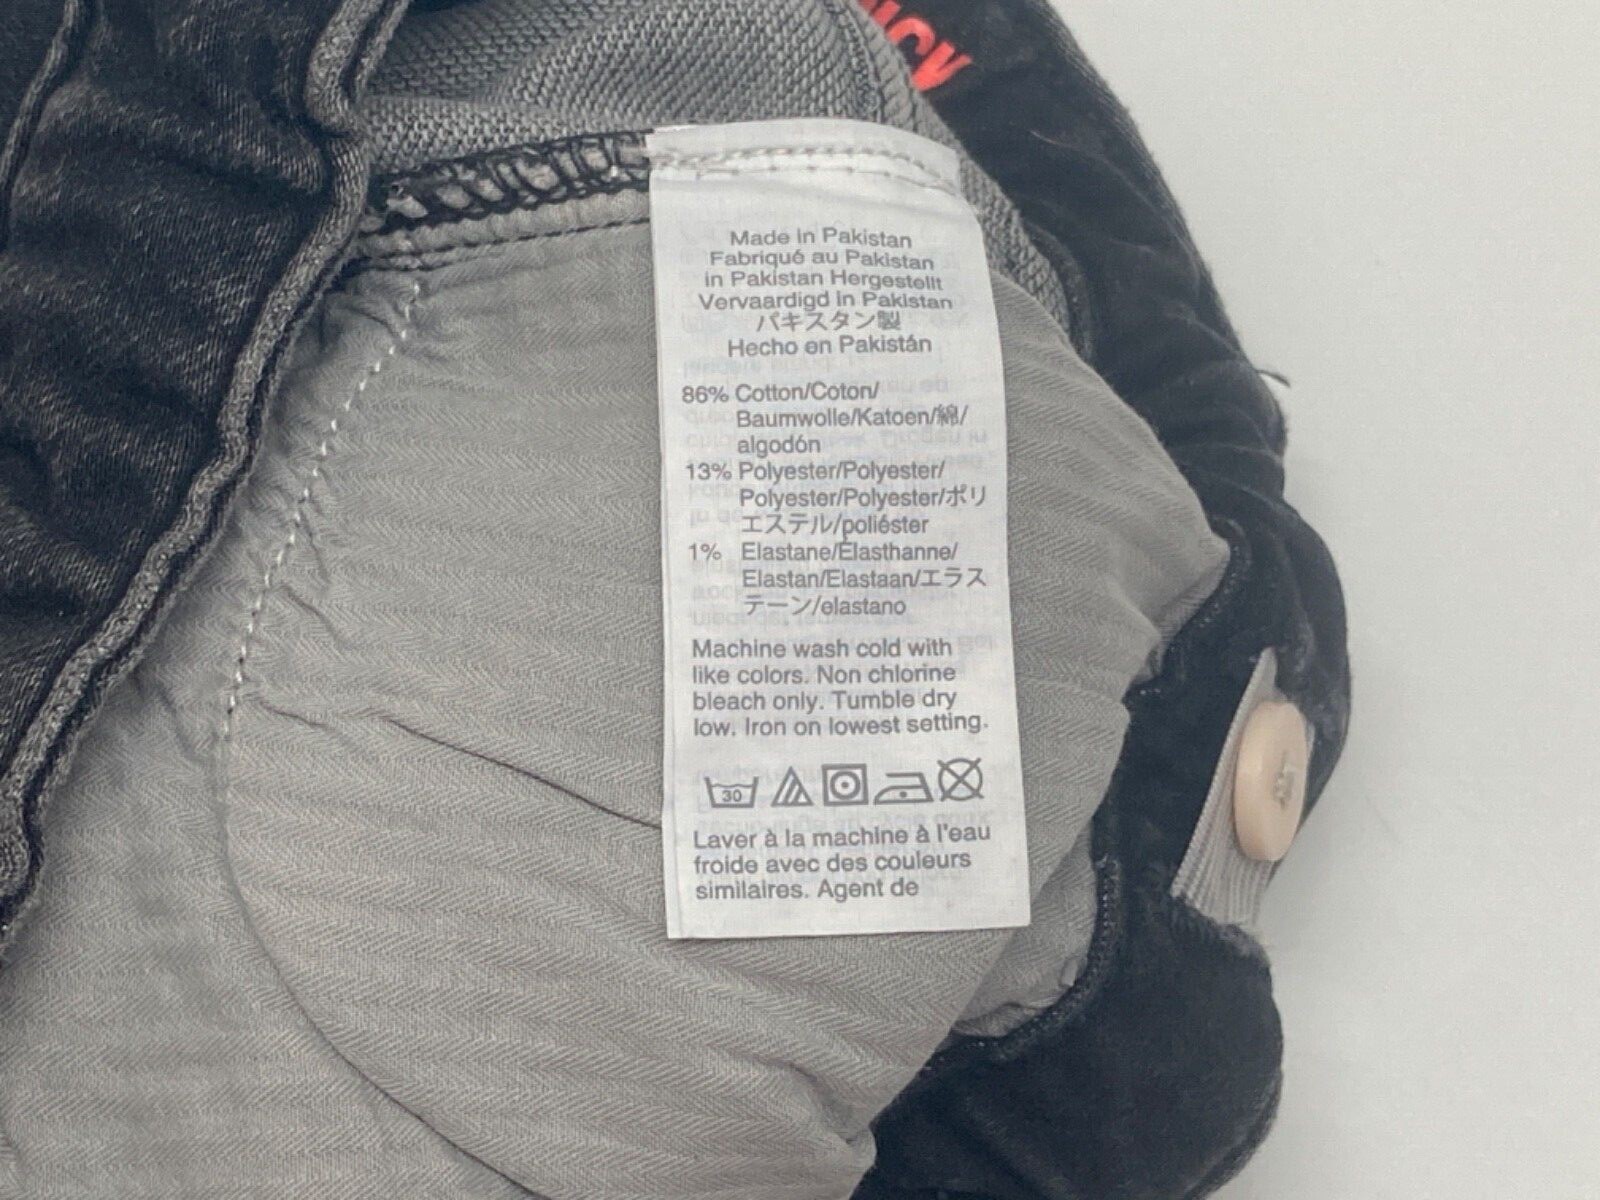 Made in Pakistan
Fabriqué au Pakistan
in Pakistan Hergestellt
Vervaardigd in Pakistan
パキスタン製
Hecho en Pakistán
86% Cotton/Coton/
Baumwolle/Katoen/綿/
algodón
13% Polyester/Polyester/
Polyester/Polyester/ポリ
エステル/poliéster
1% Elastane/Élasthanne/
Elastan/Elastaan/エラス
テーン/elastano
Machine wash cold with
like colors. Non chlorine
bleach only. Tumble dry
low. Iron on lowest setting.
30
Laver à la machine à l'eau
froide avec des couleurs
similaires. Agent de